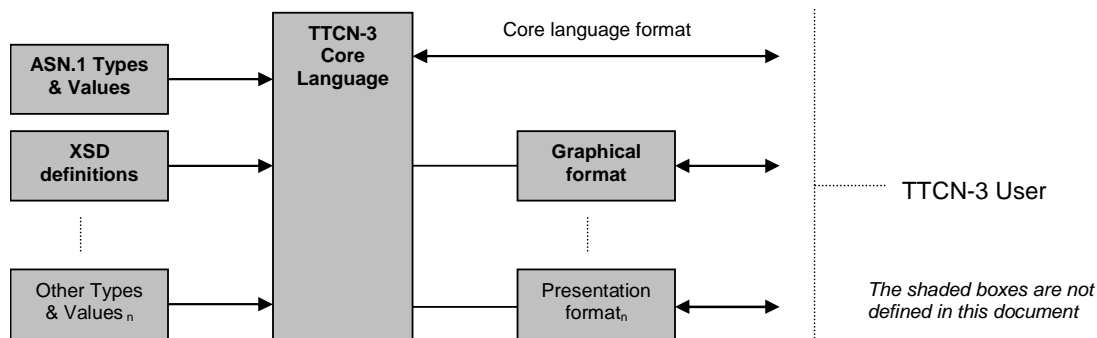 ASN.1 Types
& Values
XSD
definitions
Other Types
& Values n
TTCN-3
Core
Language
Core language format
Graphical
format
Presentation
formatn
TTCN-3 User
The shaded boxes are not
defined in this document